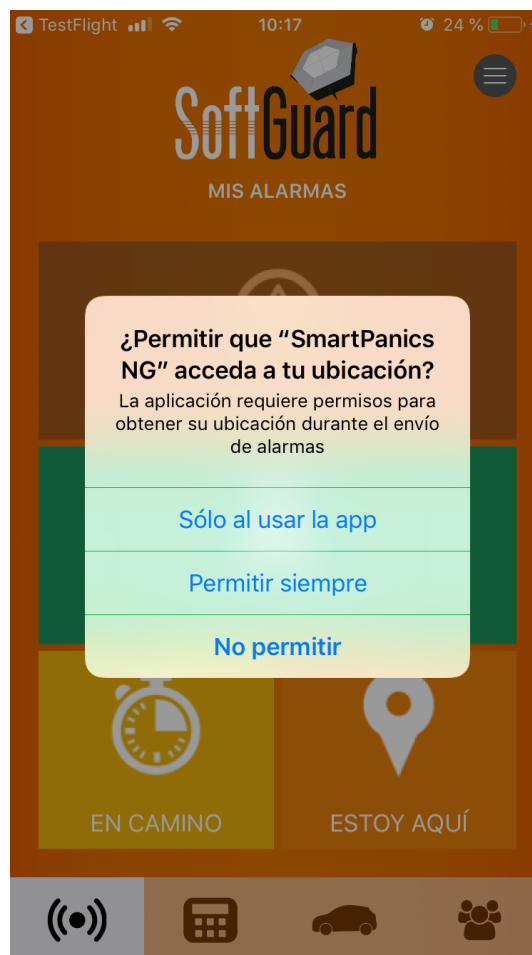 TestFlight 10:17 24 %
SoftGuard
MIS ALARMAS
¿Permitir que “SmartPanics
NG” acceda a tu ubicación?
La aplicación requiere permisos para
obtener su ubicación durante el envío
de alarmas
Sólo al usar la app
Permitir siempre
No permitir
EN CAMINO ESTOY AQUÍ